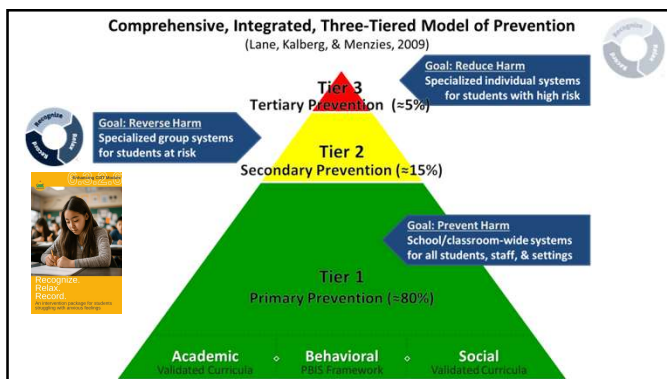 Comprehensive, Integrated, Three-Tiered Model of Prevention
(Lane, Kalberg, & Menzies, 2009)
Recognize
Relax
Record
Goal: Reduce Harm
Specialized individual systems
for students with high risk
Tier 3
Tertiary Prevention (≈5%)
Recognize
Relax
Record
Goal: Reverse Harm
Specialized group systems
for students at risk
Tier 2
Secondary Prevention (≈15%)
Goal: Prevent Harm
School/classroom-wide systems
for all students, staff, & settings
Recognize.
Relax.
Record.
An intervention package for students
struggling with anxious feelings
Tier 1
Primary Prevention (≈80%)
Academic ◇ Behavioral ◇ Social
Validated Curricula PBIS Framework Validated Curricula